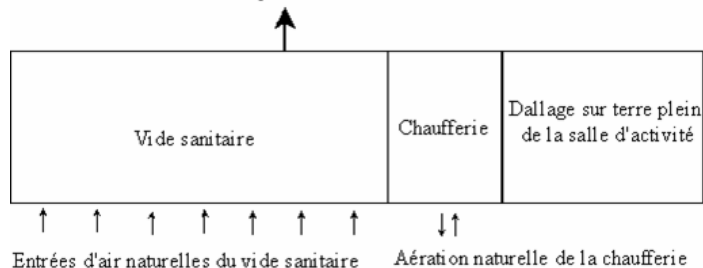 Vide sanitaire
Chaufferie
Dallage sur terre plein
de la salle d'activité
Entrées d'air naturelles du vide sanitaire
Aération naturelle de la chaufferie